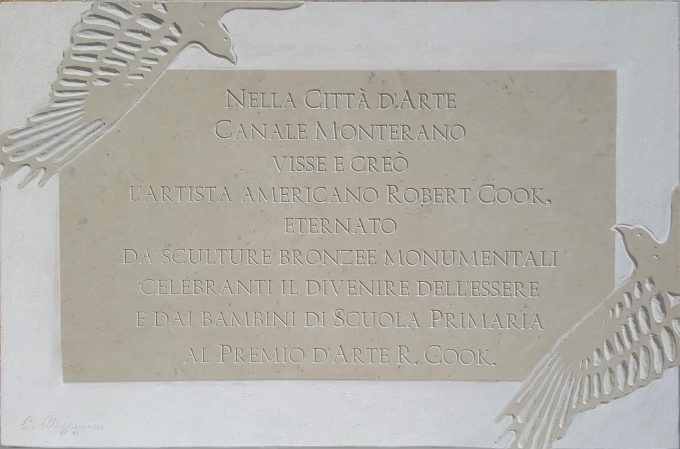 NELLA CITTÀ D'ARTE
CANALE MONTERANO
VISSE E CREÒ
L'ARTISTA AMERICANO ROBERT COOK,
ETERNATO
DA SCULTURE BRONZEE MONUMENTALI
CELEBRANTI IL DIVENIRE DELL'ESSERE
E DAI BAMBINI DI SCUOLA PRIMARIA
AL PREMIO D'ARTE R. COOK.